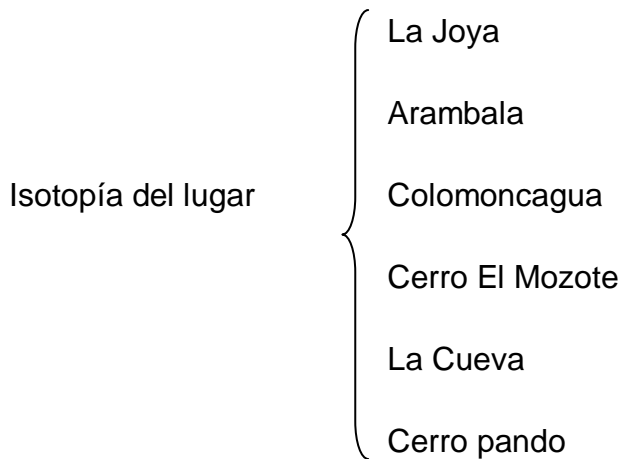 La Joya
Arambala
Isotopía del lugar
Colomoncagua
Cerro El Mozote
La Cueva
Cerro pando